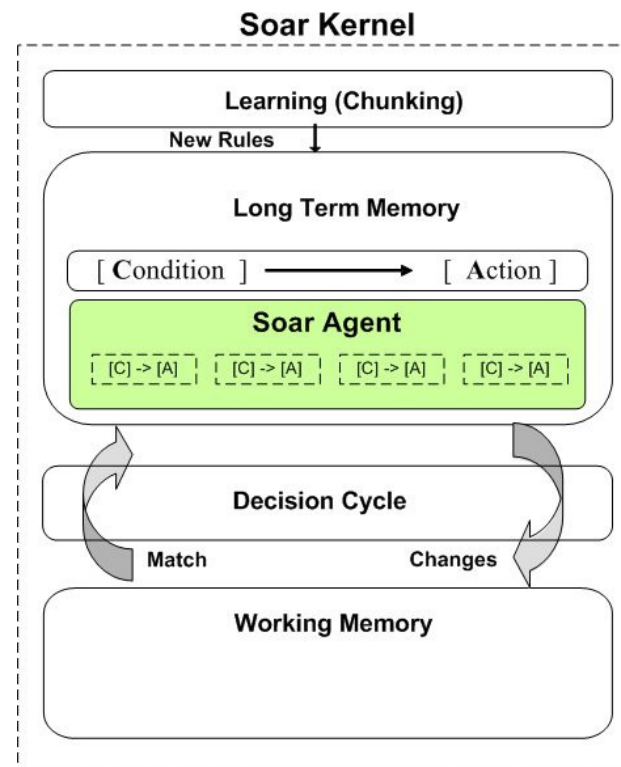 Soar Kernel
Learning (Chunking)
New Rules
Long Term Memory
[ Condition ] [ Action ]
Soar Agent
[C] -> [A] [C] -> [A] [C] -> [A] [C] -> [A]
Decision Cycle
Match Changes
Working Memory